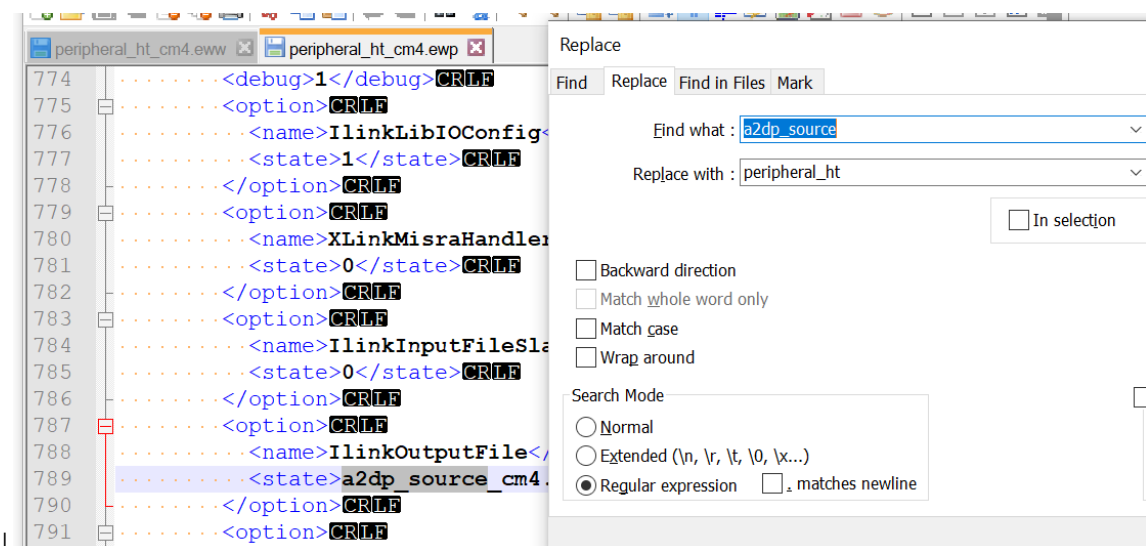 peripheral_ht_cm4.eww peripheral_ht_cm4.ewp
774 <debug>1</debug>CRLF
775 <option>CRLF
776 <name>IlinkLibIOConfig<
777 <state>1</state>CRLF
778 </option>CRLF
779 <option>CRLF
780 <name>XLinkMisraHandler
781 <state>0</state>CRLF
782 </option>CRLF
783 <option>CRLF
784 <name>IlinkInputFileSla
785 <state>0</state>CRLF
786 </option>CRLF
787 <option>CRLF
788 <name>IlinkOutputFile</
789 <state>a2dp_source_cm4.
790 </option>CRLF
791 <option>CRLF
Replace
Find Replace Find in Files Mark
Find what : a2dp_source
Replace with : peripheral_ht
In selection
Backward direction
Match whole word only
Match case
Wrap around
Search Mode
Normal
Extended (\n, \r, \t, \0, \x...)
Regular expression . matches newline